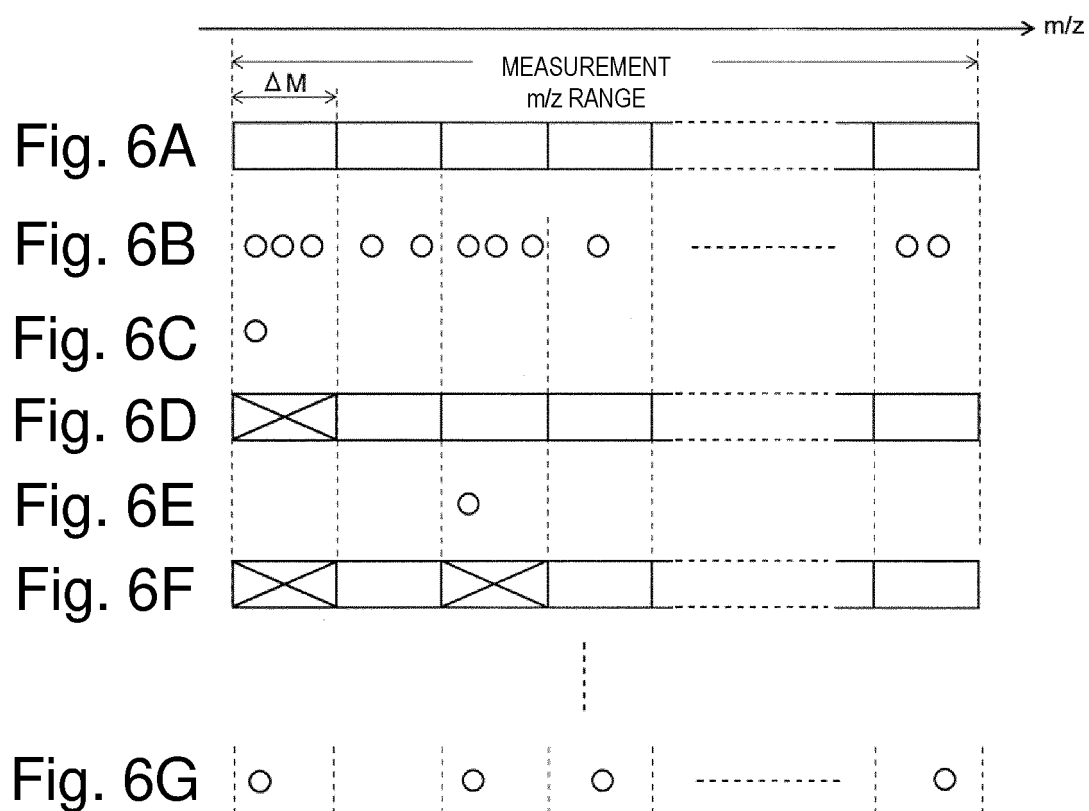 m/z
MEASUREMENT
m/z RANGE
ΔM
Fig. 6A
Fig. 6B
Fig. 6C
Fig. 6D
Fig. 6E
Fig. 6F
Fig. 6G